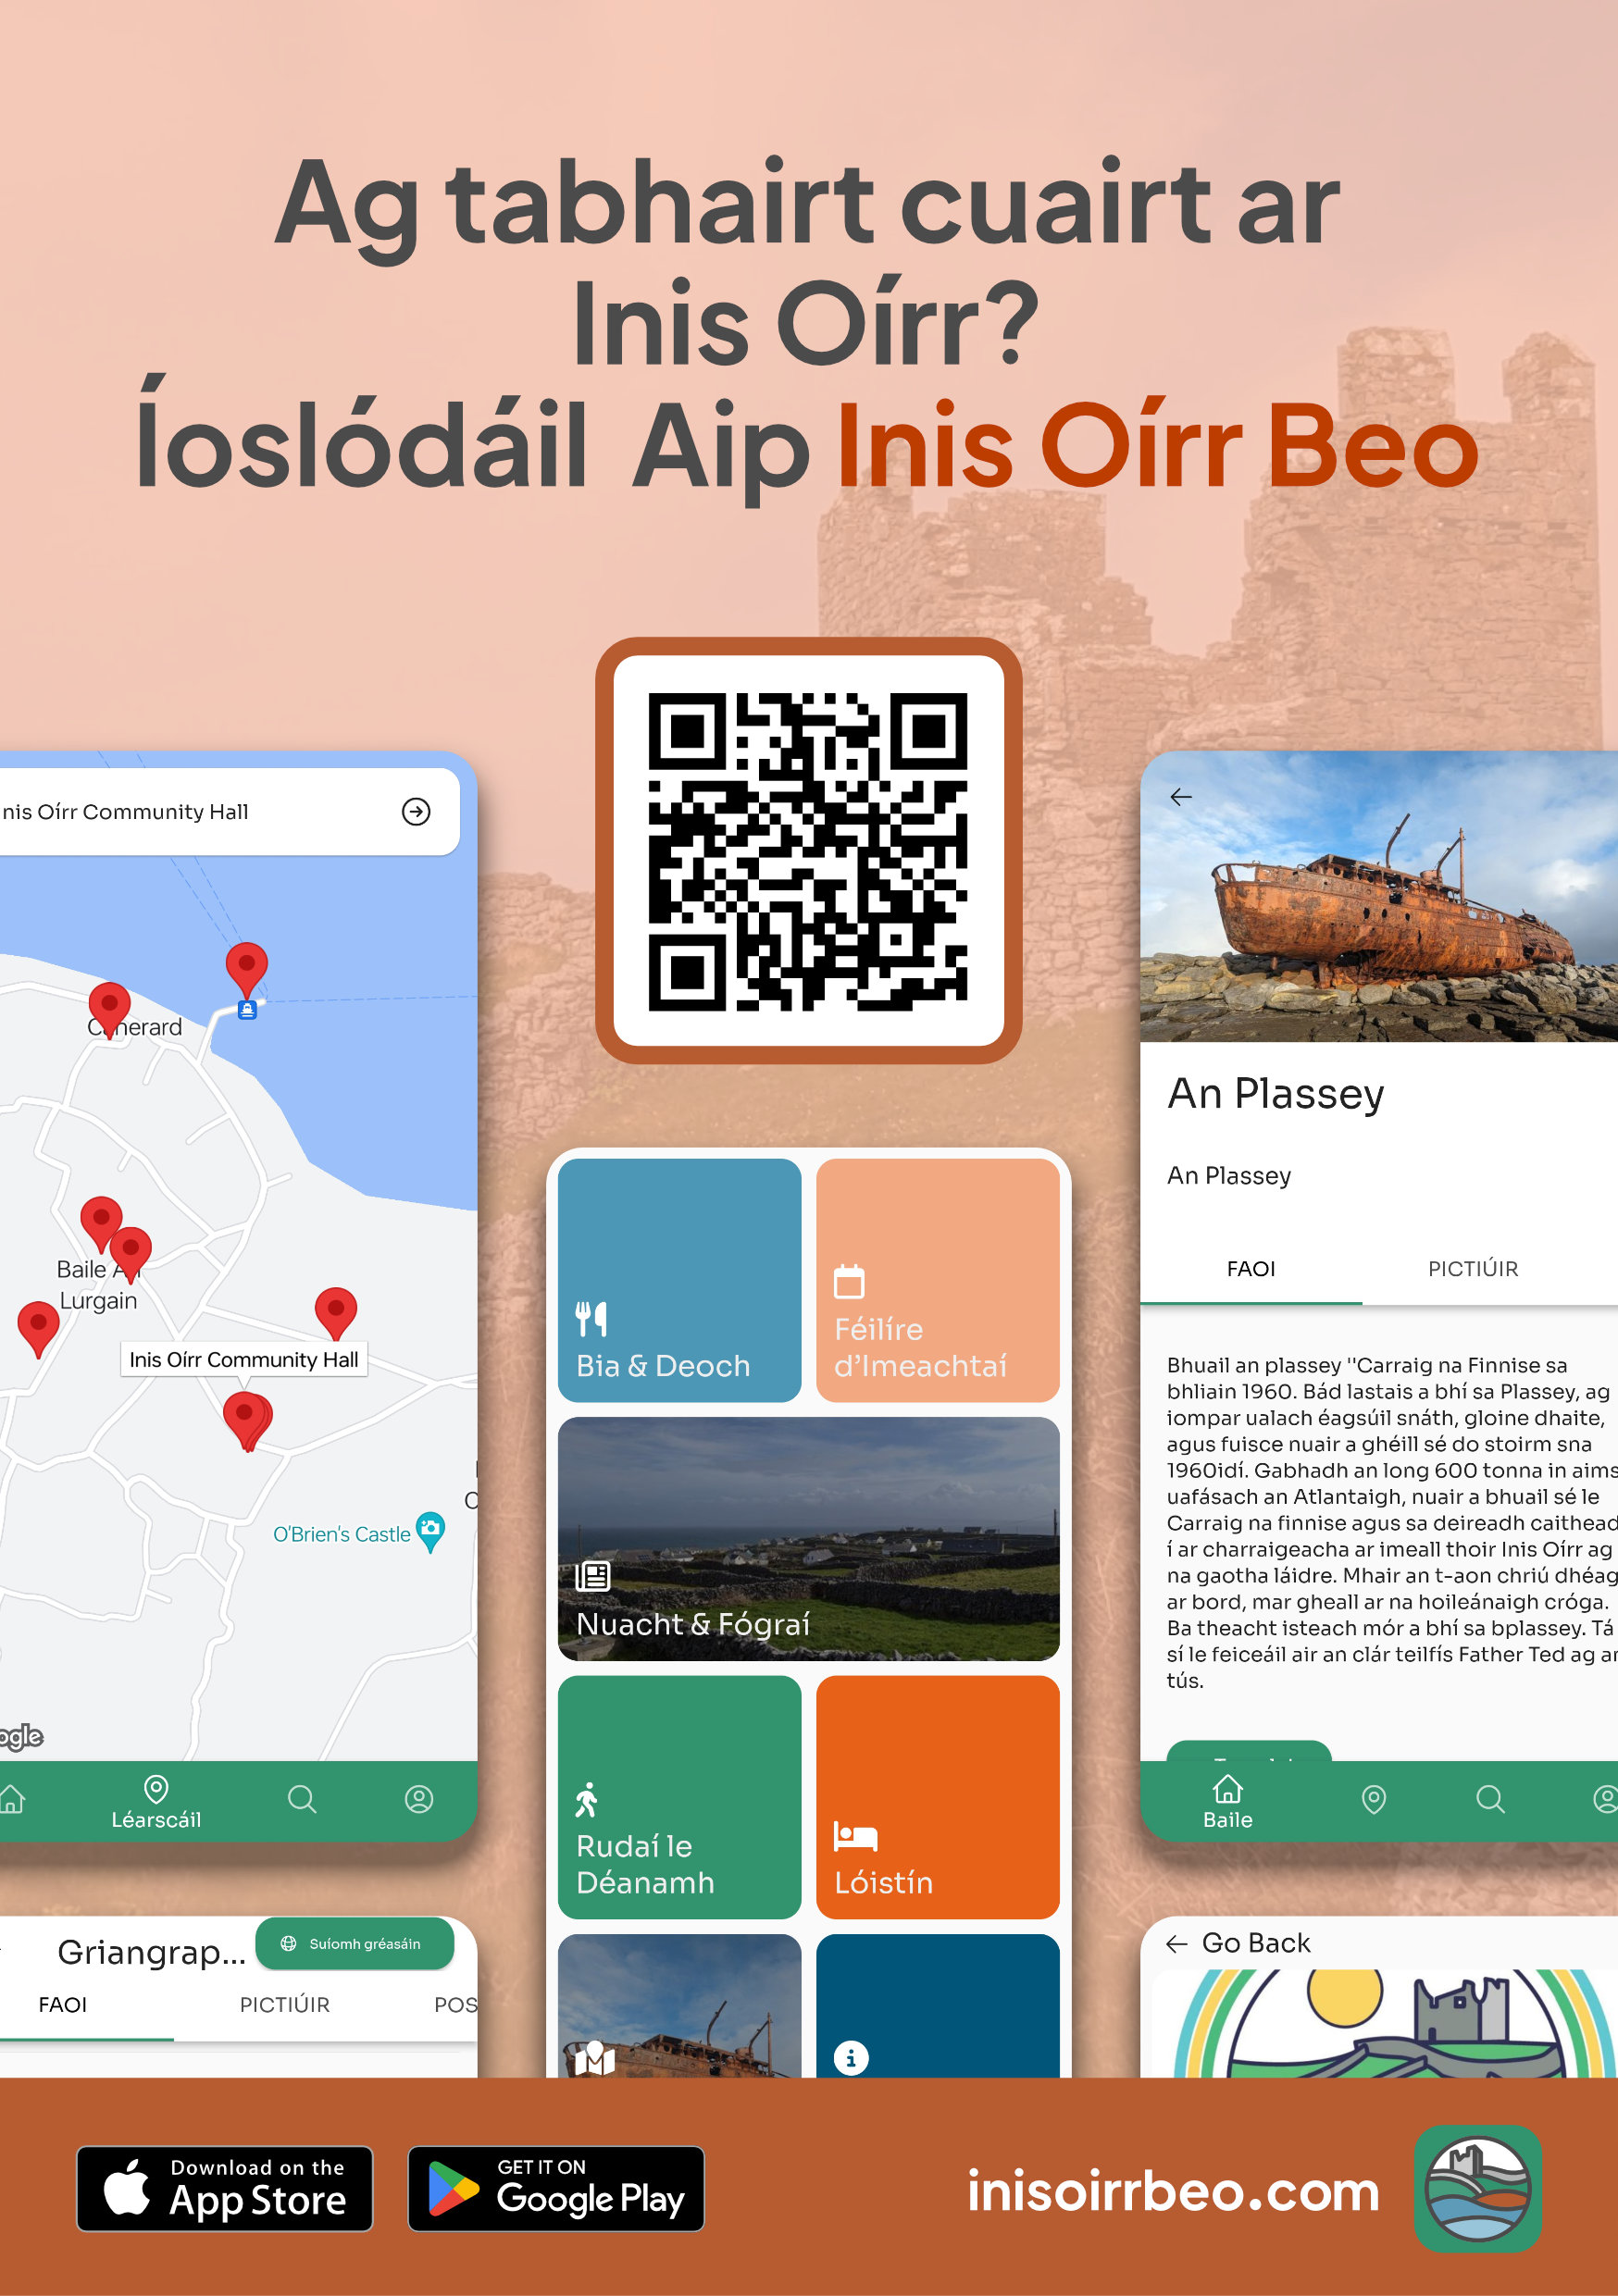 Ag tabhairt cuairt ar
Inis Oírr?
Íoslódáil Aip Inis Oírr Beo
nis Oírr Community Hall
Baile An
Lurgain
Inis Oírr Community Hall
O'Brien's Castle
Léarscáil
Griangrap...
Suíomh gréasáin
FAOI
PICTIÚIR
POS
Bia & Deoch
Féilíre
d'Imeachtaí
Nuacht & Fógraí
Rudaí le
Déanamh
Lóistín
An Plassey
An Plassey
FAOI
PICTIÚIR
Bhuail an plassey ''Carraig na Finnise sa
bhliain 1960. Bád lastais a bhí sa Plassey, ag
iompar ualach éagsúil snáth, gloine dhaite,
agus fuisce nuair a ghéill sé do stoirm sna
1960idí. Gabhadh an long 600 tonna in aims
uafásach an Atlantaigh, nuair a bhuail sé le
Carraig na finnise agus sa deireadh caithead
í ar charraigeacha ar imeall thoir Inis Oírr ag
na gaotha láidre. Mhair an t-aon chriú dhéag
ar bord, mar gheall ar na hoileánaigh cróga.
Ba theacht isteach mór a bhí sa bplassey. Tá
sí le feiceáil air an clár teilfís Father Ted ag ar
tús.
Baile
Go Back
Download on the
App Store
GET IT ON
Google Play
inisoirrbeo.com